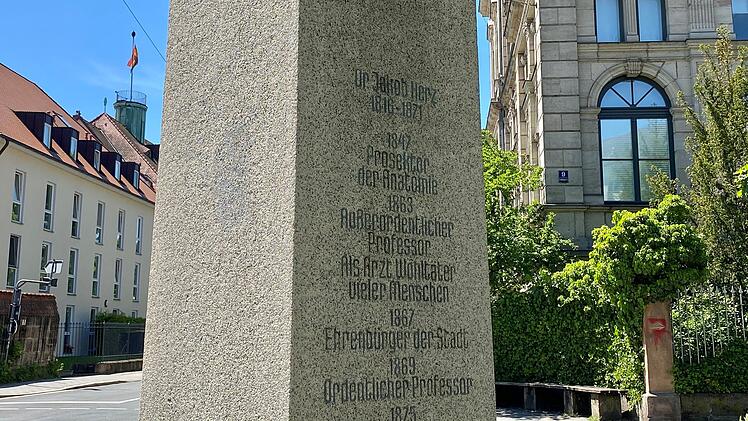 Dr Jakob Herz
1816-1871
1847
Prosektor
der Anatomie
1863
Außerordentlicher
Professor
Als Arzt Wohltäter
vieler Menschen
1867
Ehrenbürger der Stadt
1869
Ordentlicher Professor
1875
9